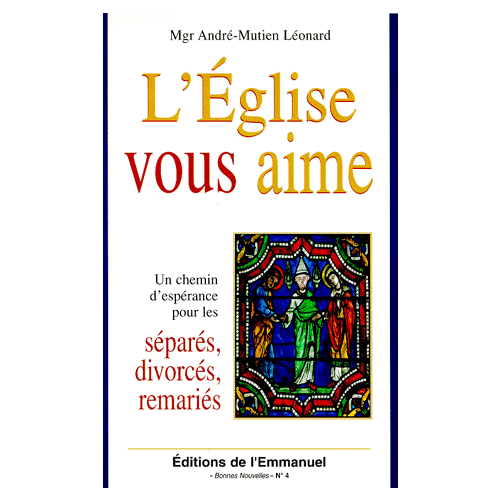 Mgr André-Mutien Léonard
L'Église
vous aime
Un chemin
d'espérance
pour les
séparés,
divorcés,
remariés
Éditions de l'Emmanuel
« Bonnes Nouvelles » N° 4